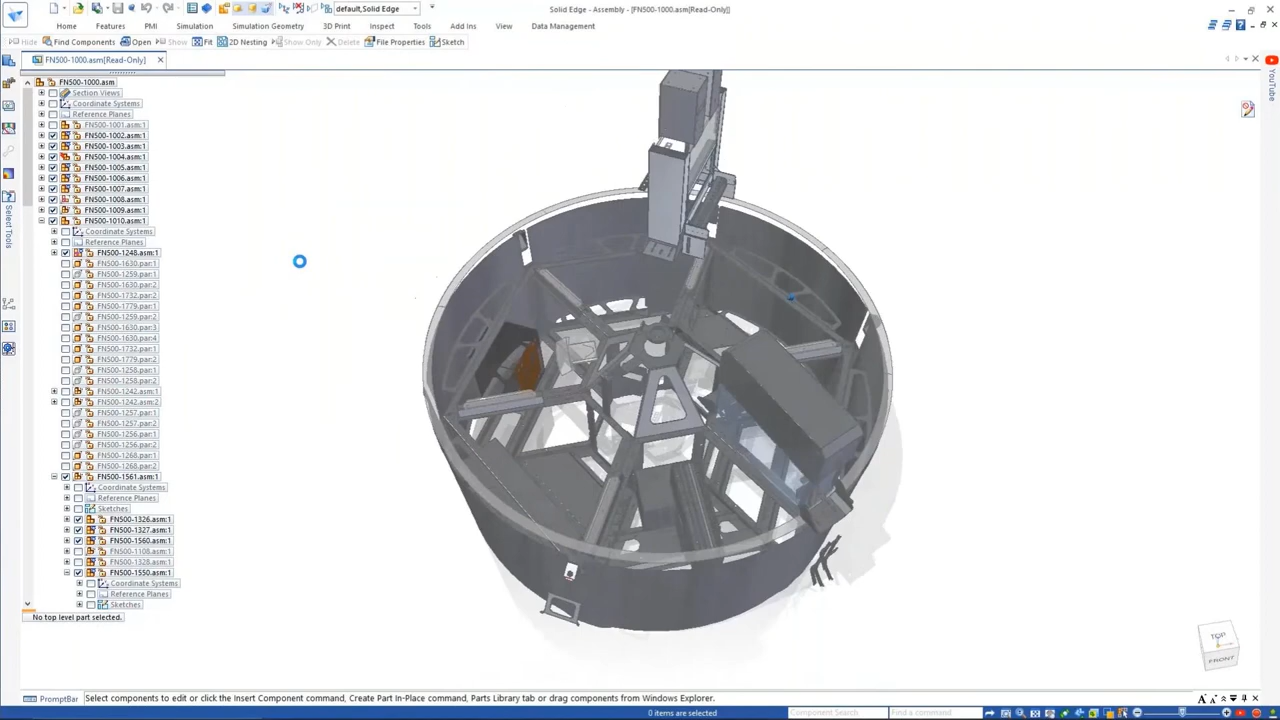 default,Solid Edge
Solid Edge - Assembly - [FN500-1000.asm[Read-Only]]
Home Features PMI Simulation Simulation Geometry 3D Print Inspect Tools Add Ins View Data Management
Hide Find Components Open Show Fit 2D Nesting Show Only Delete File Properties Sketch
FN500-1000.asm[Read-Only]
FN500-1000.asm
Section Views
Coordinate Systems
Reference Planes
FN500-1001.asm:1
FN500-1002.asm:1
FN500-1003.asm:1
FN500-1004.asm:1
FN500-1005.asm:1
FN500-1006.asm:1
FN500-1007.asm:1
FN500-1008.asm:1
FN500-1009.asm:1
FN500-1010.asm:1
Coordinate Systems
Reference Planes
FN500-1248.asm:1
FN500-1630.par:1
FN500-1259.par:1
FN500-1630.par:2
FN500-1732.par:2
FN500-1779.par:1
FN500-1259.par:2
FN500-1630.par:3
FN500-1630.par:4
FN500-1732.par:1
FN500-1779.par:2
FN500-1258.par:1
FN500-1258.par:2
FN500-1242.asm:1
FN500-1242.asm:2
FN500-1257.par:1
FN500-1257.par:2
FN500-1256.par:1
FN500-1256.par:2
FN500-1268.par:1
FN500-1268.par:2
FN500-1561.asm:1
Coordinate Systems
Reference Planes
Sketches
FN500-1326.asm:1
FN500-1327.asm:1
FN500-1560.asm:1
FN500-1108.asm:1
FN500-1328.asm:1
FN500-1550.asm:1
Coordinate Systems
Reference Planes
Sketches
No top level part selected.
Select Tools
YouTube
TOP
FRONT
PromptBar Select components to edit or click the Insert Component command, Create Part In-Place command, Parts Library tab or drag components from Windows Explorer.
0 items are selected Component Search Find a command